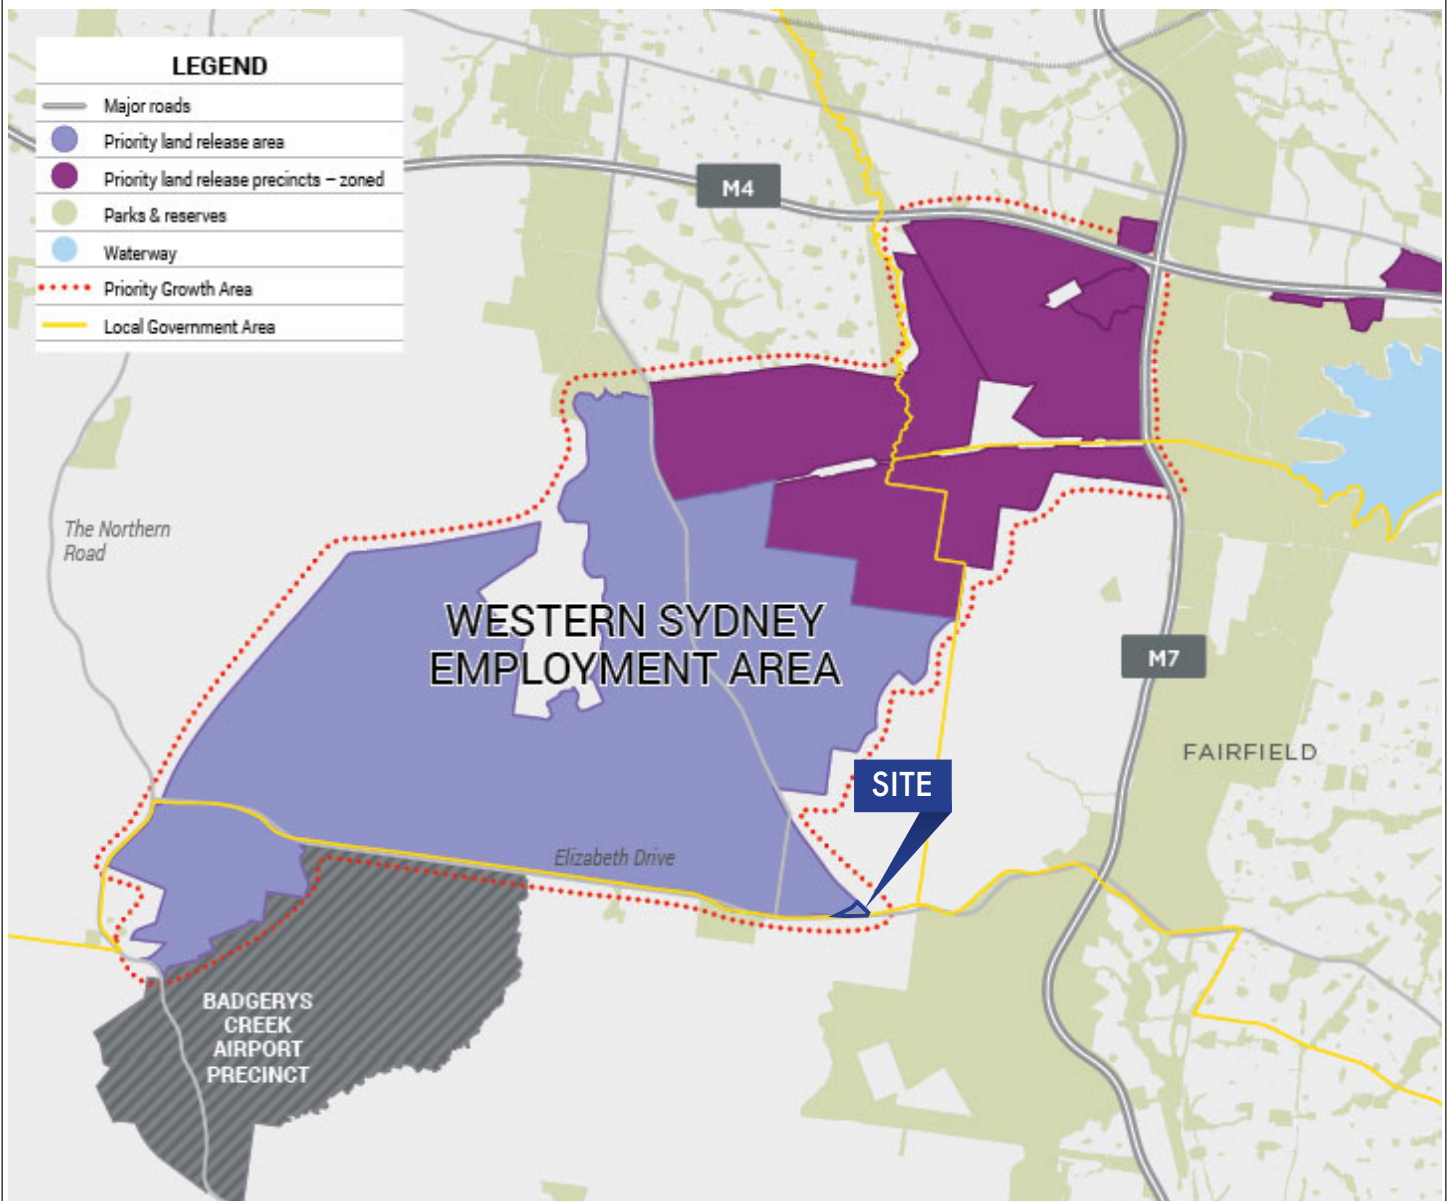 LEGEND
Major roads
Priority land release area
Priority land release precincts – zoned
Parks & reserves
Waterway
Priority Growth Area
Local Government Area
M4
The Northern
Road
WESTERN SYDNEY
EMPLOYMENT AREA
M7
FAIRFIELD
SITE
Elizabeth Drive
BADGERYS
CREEK
AIRPORT
PRECINCT